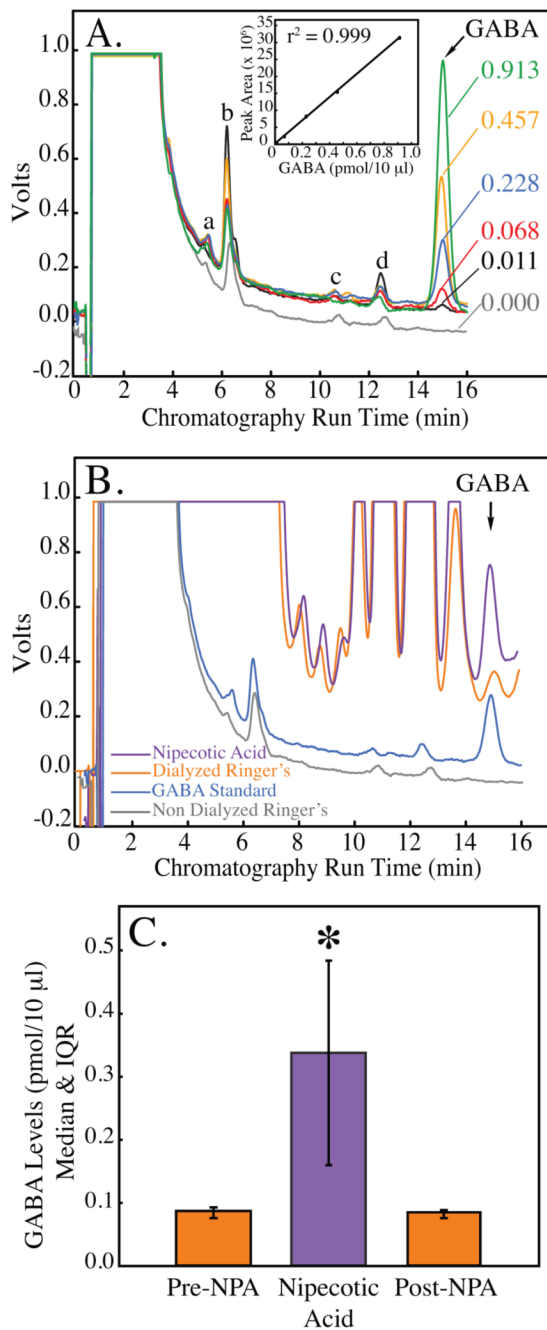 A.
1.0
0.8
0.6
0.4
0.2
0.0
-0.2
Volts
0 2 4 6 8 10 12 14 16
Chromatography Run Time (min)
a
b
c
d
r² = 0.999
Peak Area (x 10⁶)
35
30
25
20
15
10
5
0
0.0 0.2 0.4 0.6 0.8 1.0
GABA (pmol/10 µl)
GABA
0.913
0.457
0.228
0.068
0.011
0.000
B.
GABA
1.0
0.8
0.6
0.4
0.2
0.0
-0.2
Volts
Nipecotic Acid
Dialyzed Ringer's
GABA Standard
Non Dialyzed Ringer's
0 2 4 6 8 10 12 14 16
Chromatography Run Time (min)
C.
*
0.5
0.4
0.3
0.2
0.1
0.0
GABA Levels (pmol/10 µl)
Median & IQR
Pre-NPA
Nipecotic
Acid
Post-NPA